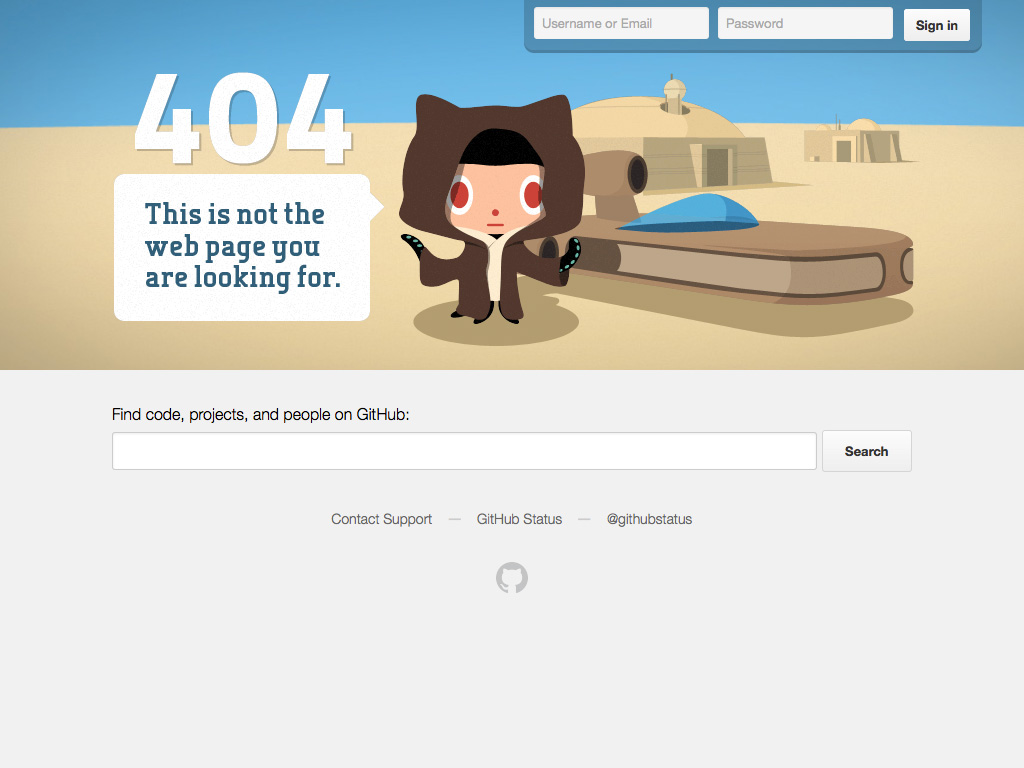 Username or Email
Password
Sign in
404
This is not the
web page you
are looking for.
Find code, projects, and people on GitHub:
Search
Contact Support — GitHub Status — @githubstatus